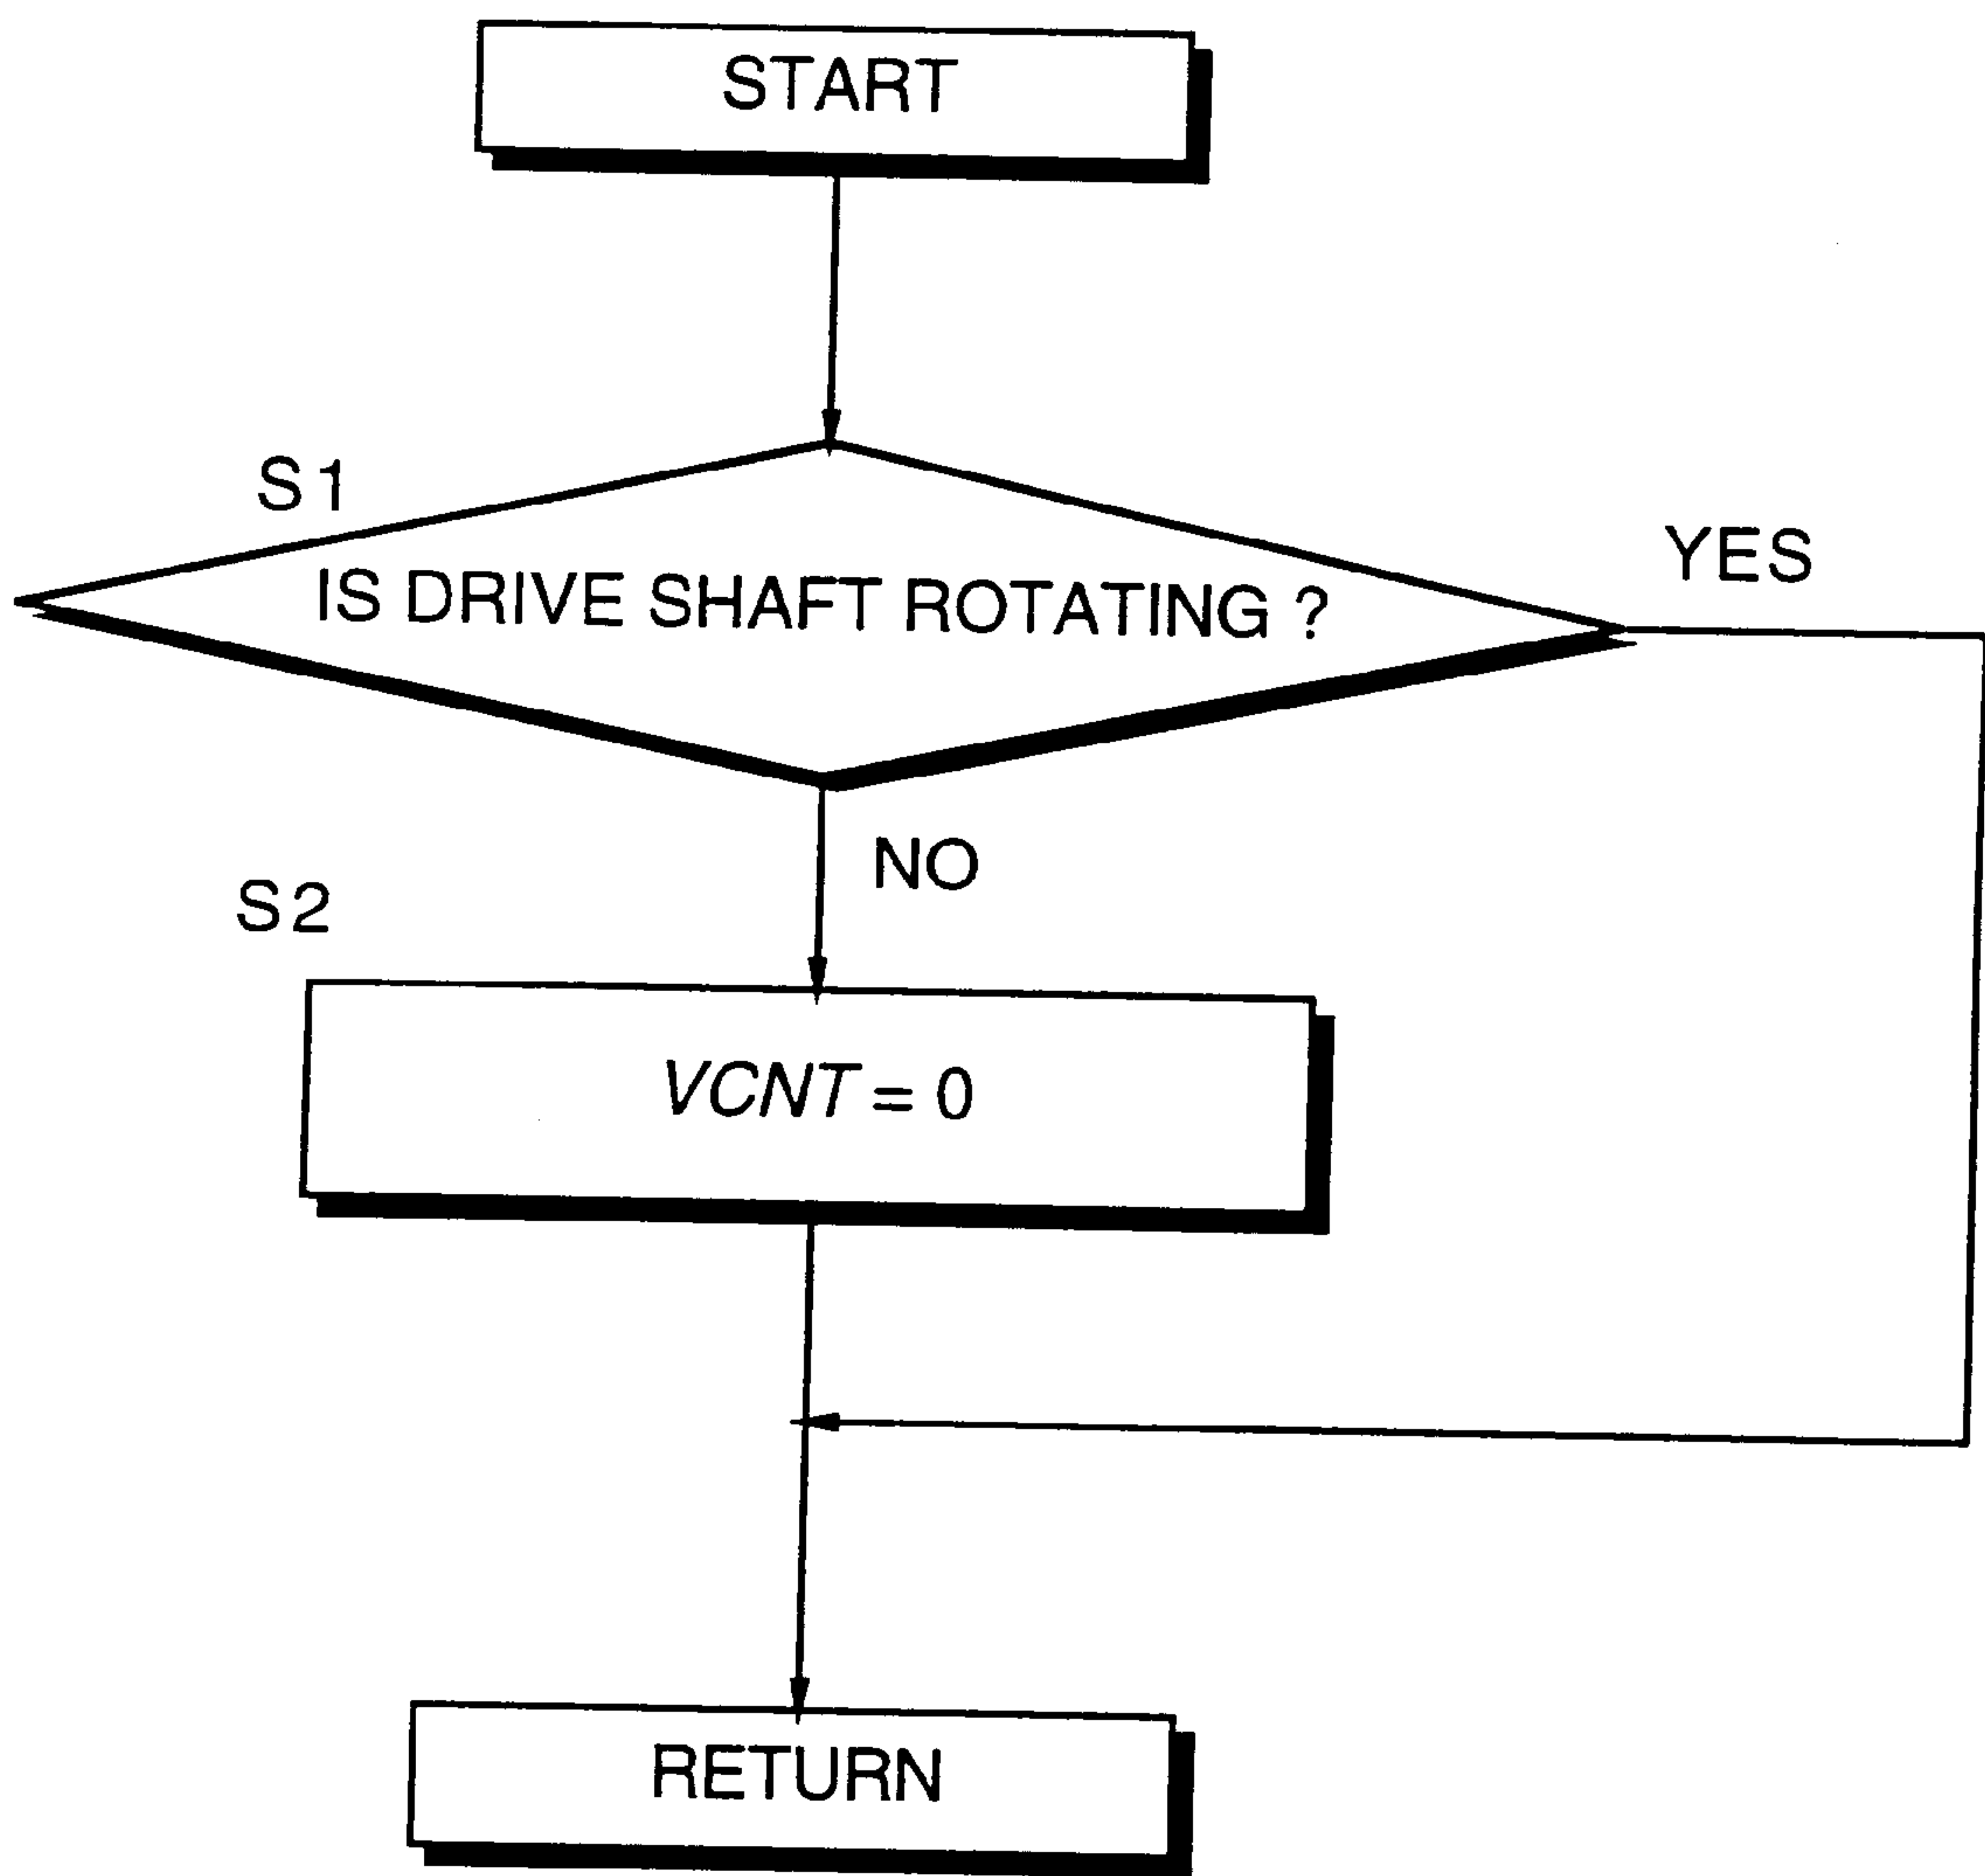 START
S1
IS DRIVE SHAFT ROTATING ?
YES
NO
S2
VCNT = 0
RETURN